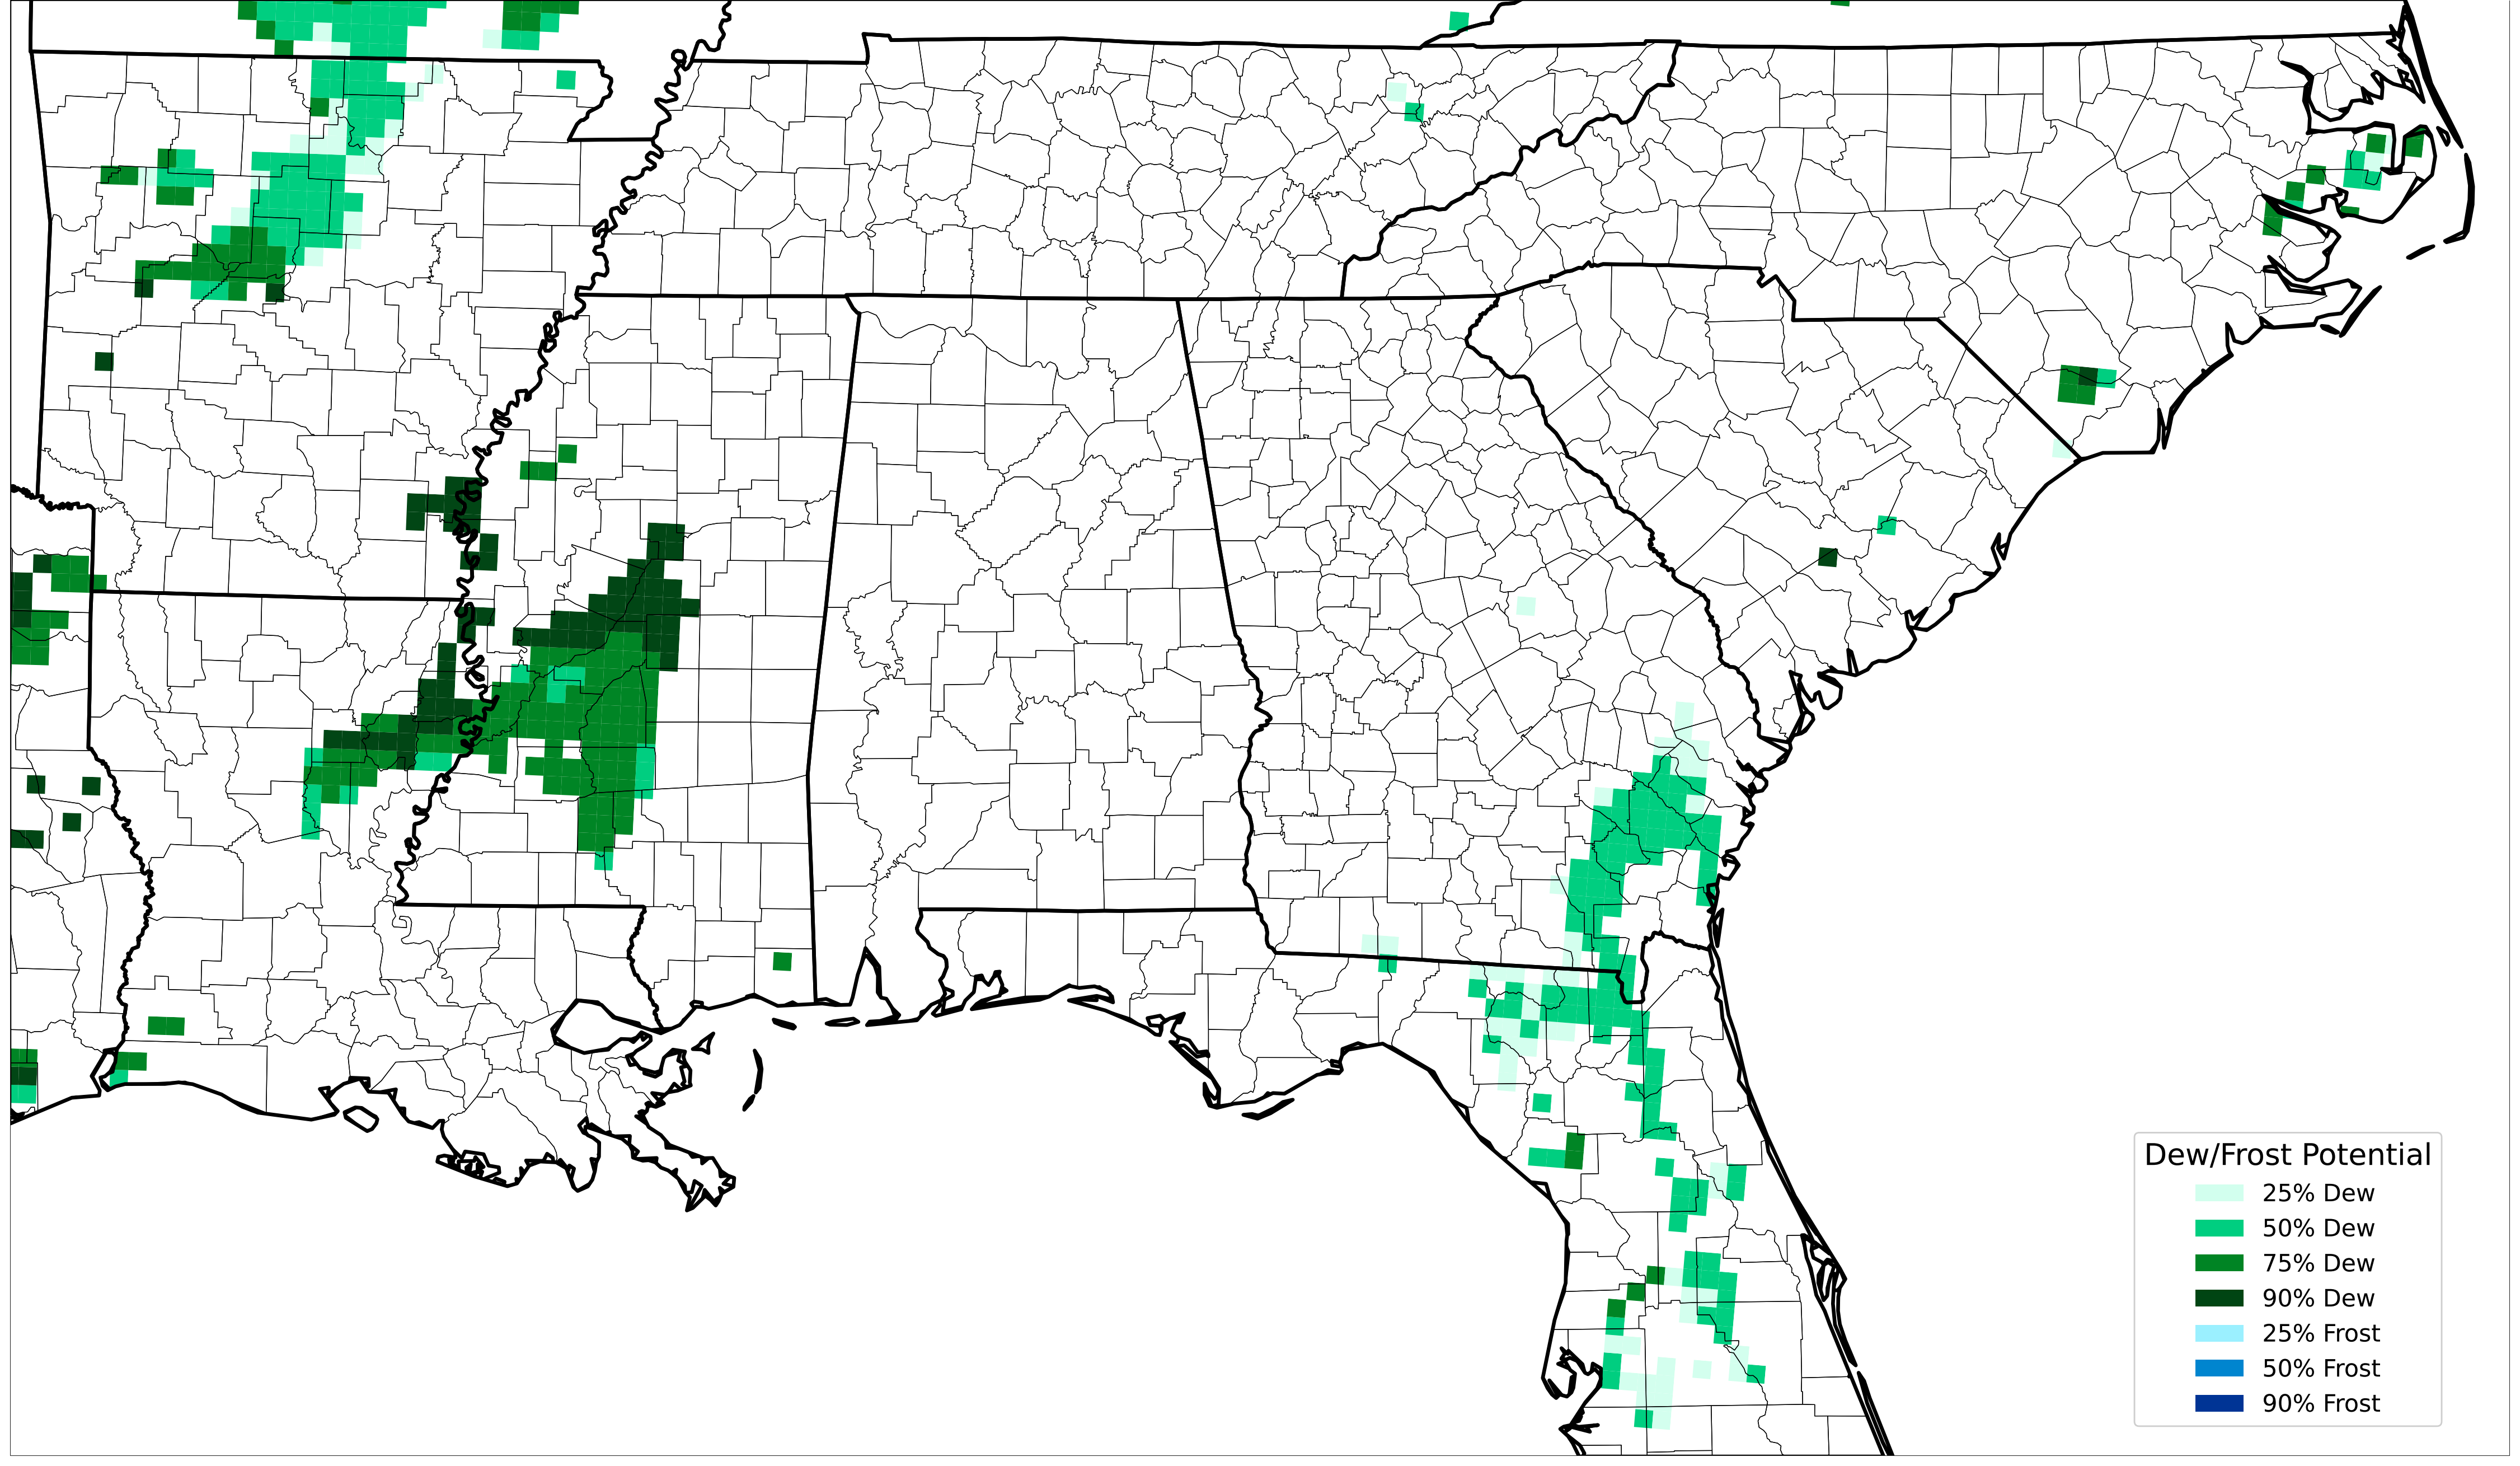 Dew/Frost Potential
25% Dew
50% Dew
75% Dew
90% Dew
25% Frost
50% Frost
90% Frost